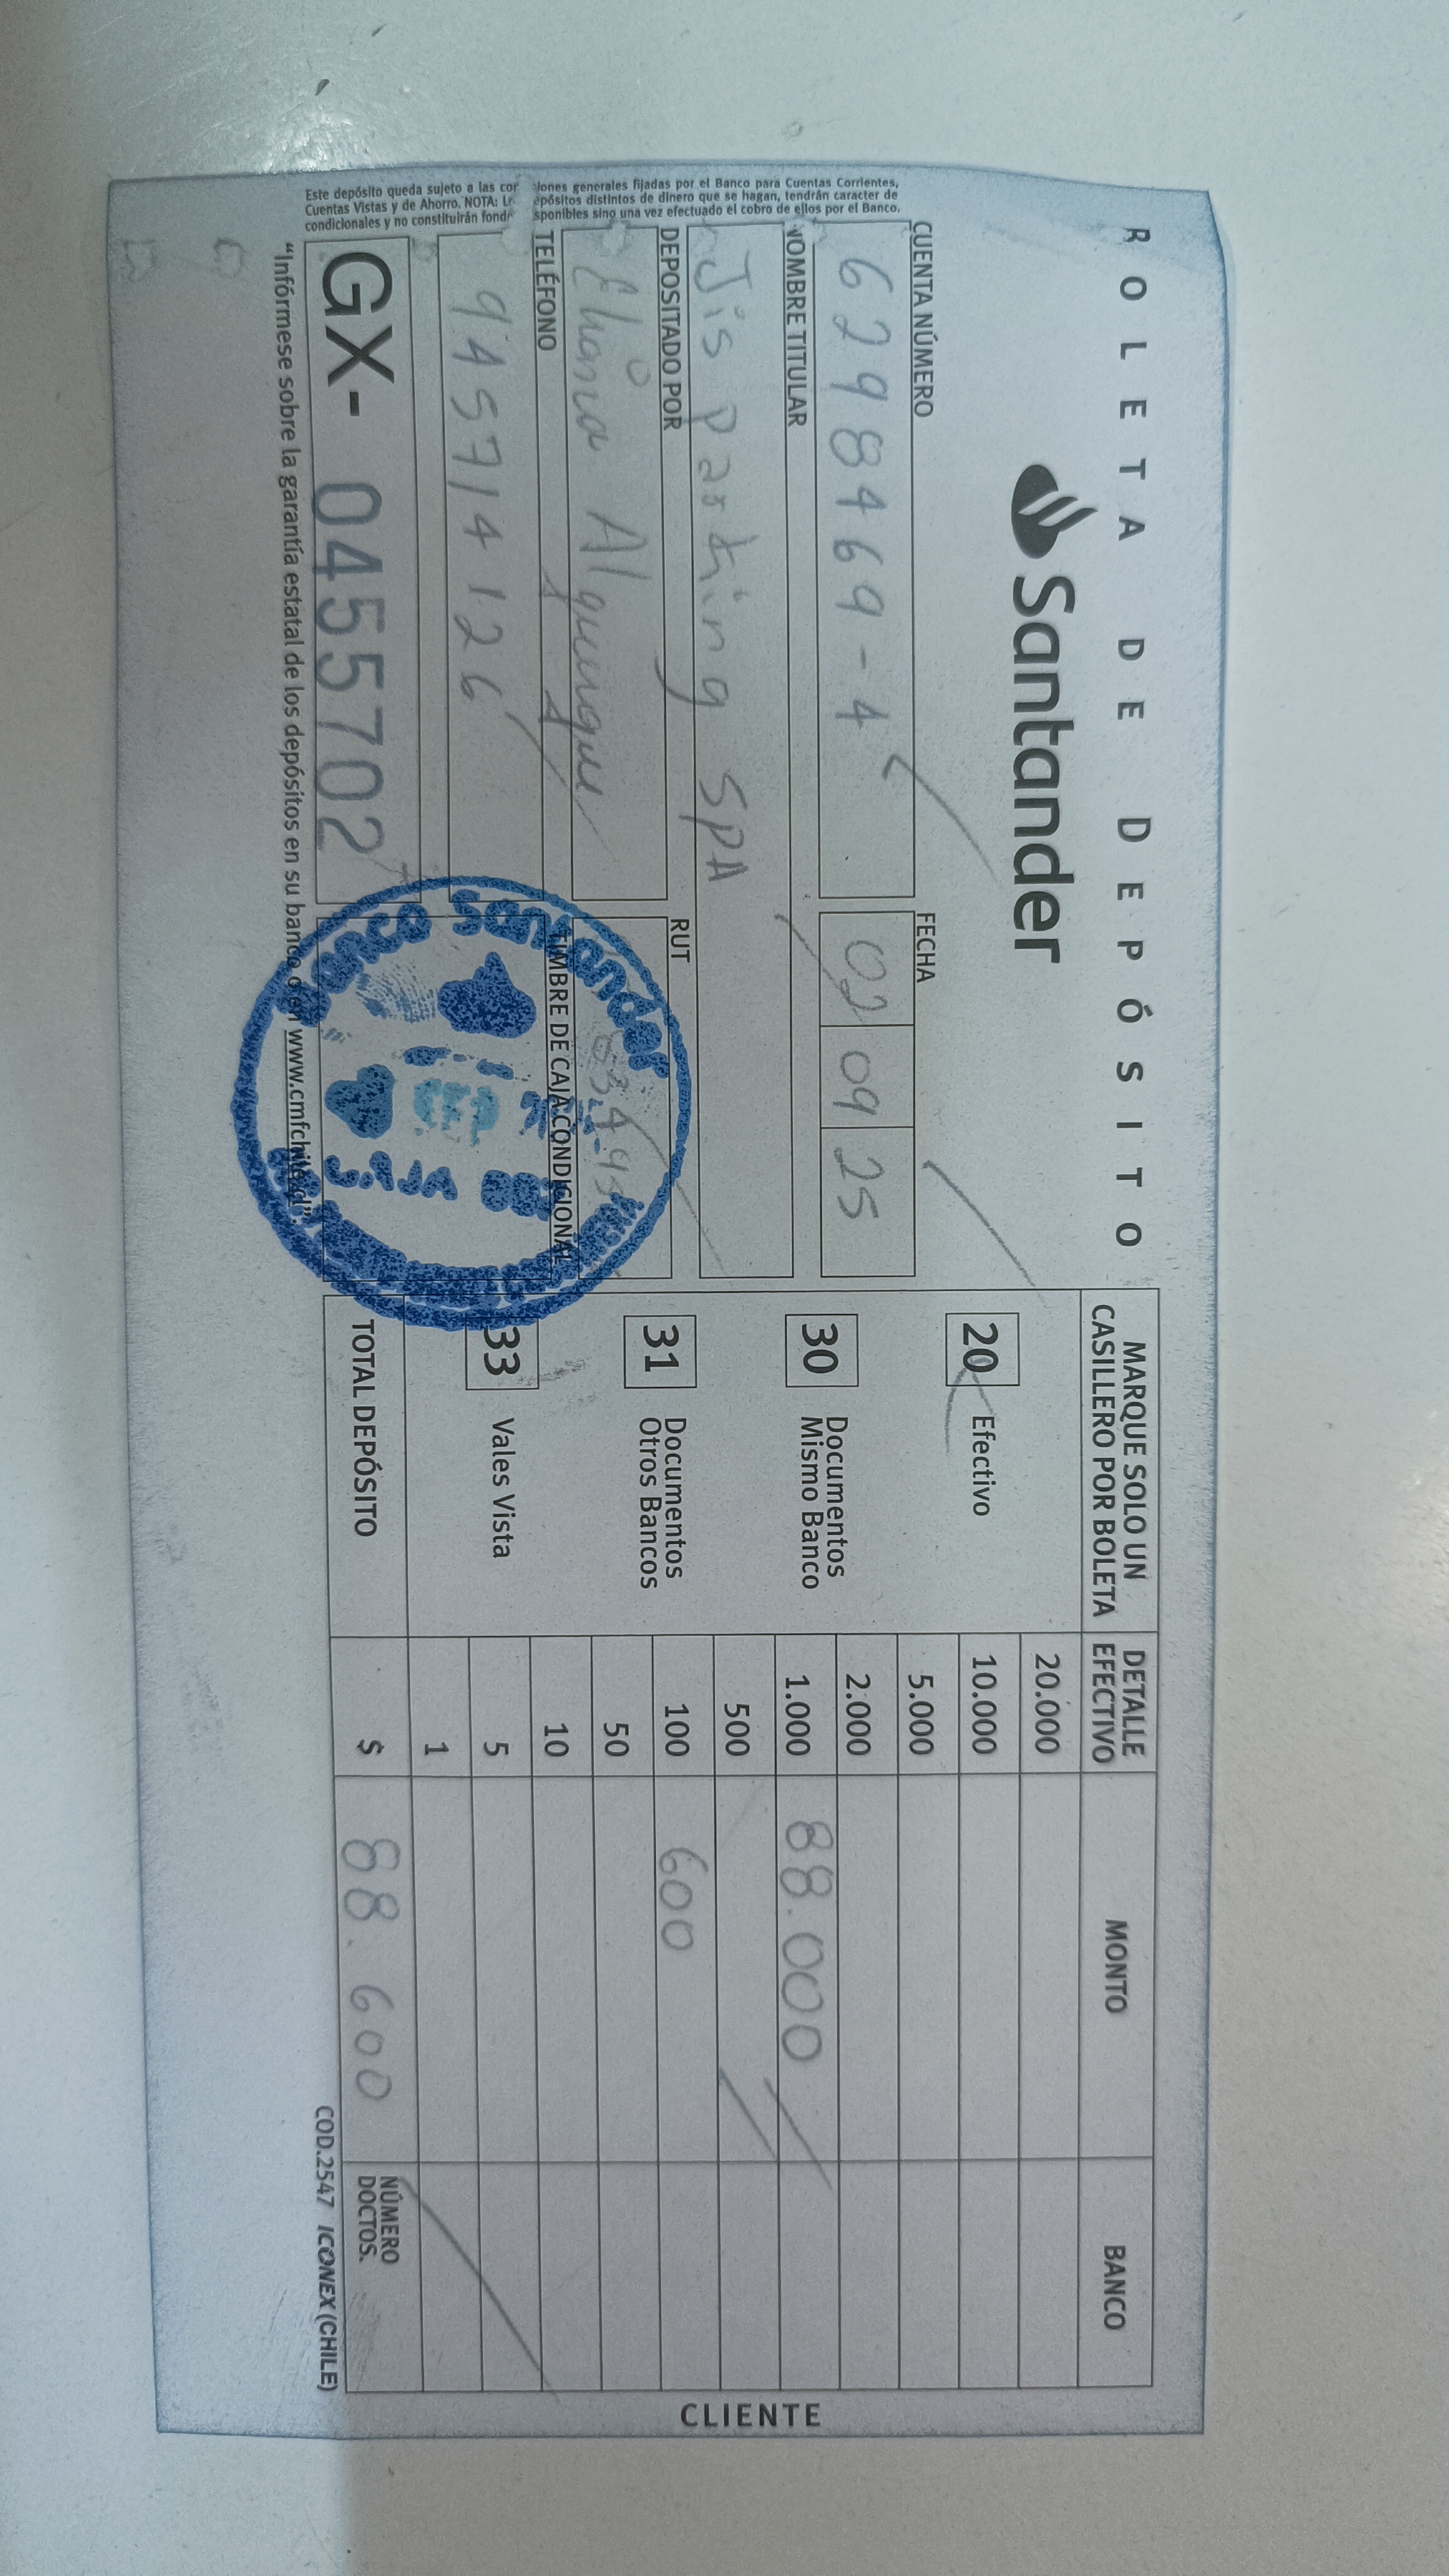 BOLETA DE DEPÓSITO
Santander
CUENTA NÚMERO
6298469-4
FECHA
02 09 25
NOMBRE TITULAR
Jis Parking SPA
DEPOSITADO POR
Eliana Alquinque
RUT
TELÉFONO
945714126
TIMBRE DE CAJA CONDICIONAL
Santander
GX- 0455702
Este depósito queda sujeto a las generales fijadas por el Banco para Cuentas Corrientes,
Cuentas Vistas y de Ahorro. NOTA: distintos de dinero que se hagan, tendrán caracter de
condicionales y no constituirán sino una vez efectuado el cobro de ellos por el Banco.
“Infórmese sobre la garantía estatal de los depósitos en su banco o en www.cmfchile.cl”.
MARQUE SOLO UN
CASILLERO POR BOLETA
DETALLE
EFECTIVO
MONTO
BANCO
20 Efectivo
30 Documentos
Mismo Banco
31 Documentos
Otros Bancos
33 Vales Vista
20.000
10.000
5.000
2.000
1.000 88.000
500
100 600
50
10
5
1
TOTAL DEPÓSITO $ 88.600
NÚMERO
DOCTOS.
COD.2547 ICONEX (CHILE)
CLIENTE